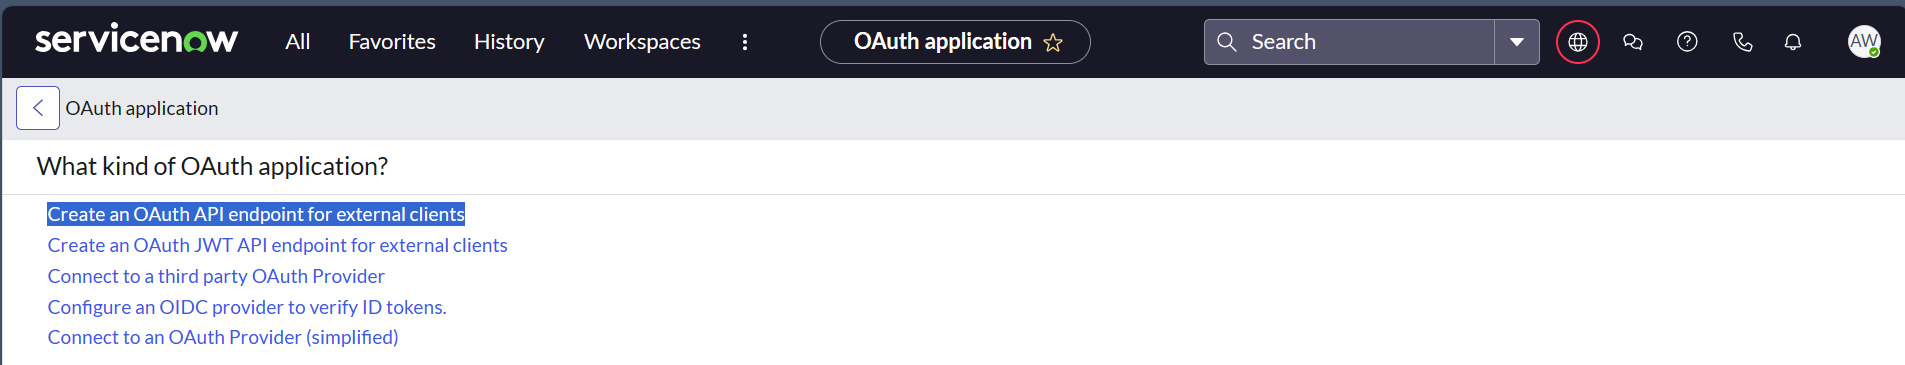 servicenow All Favorites History Workspaces OAuth application Search AW
OAuth application
What kind of OAuth application?
Create an OAuth API endpoint for external clients
Create an OAuth JWT API endpoint for external clients
Connect to a third party OAuth Provider
Configure an OIDC provider to verify ID tokens.
Connect to an OAuth Provider (simplified)